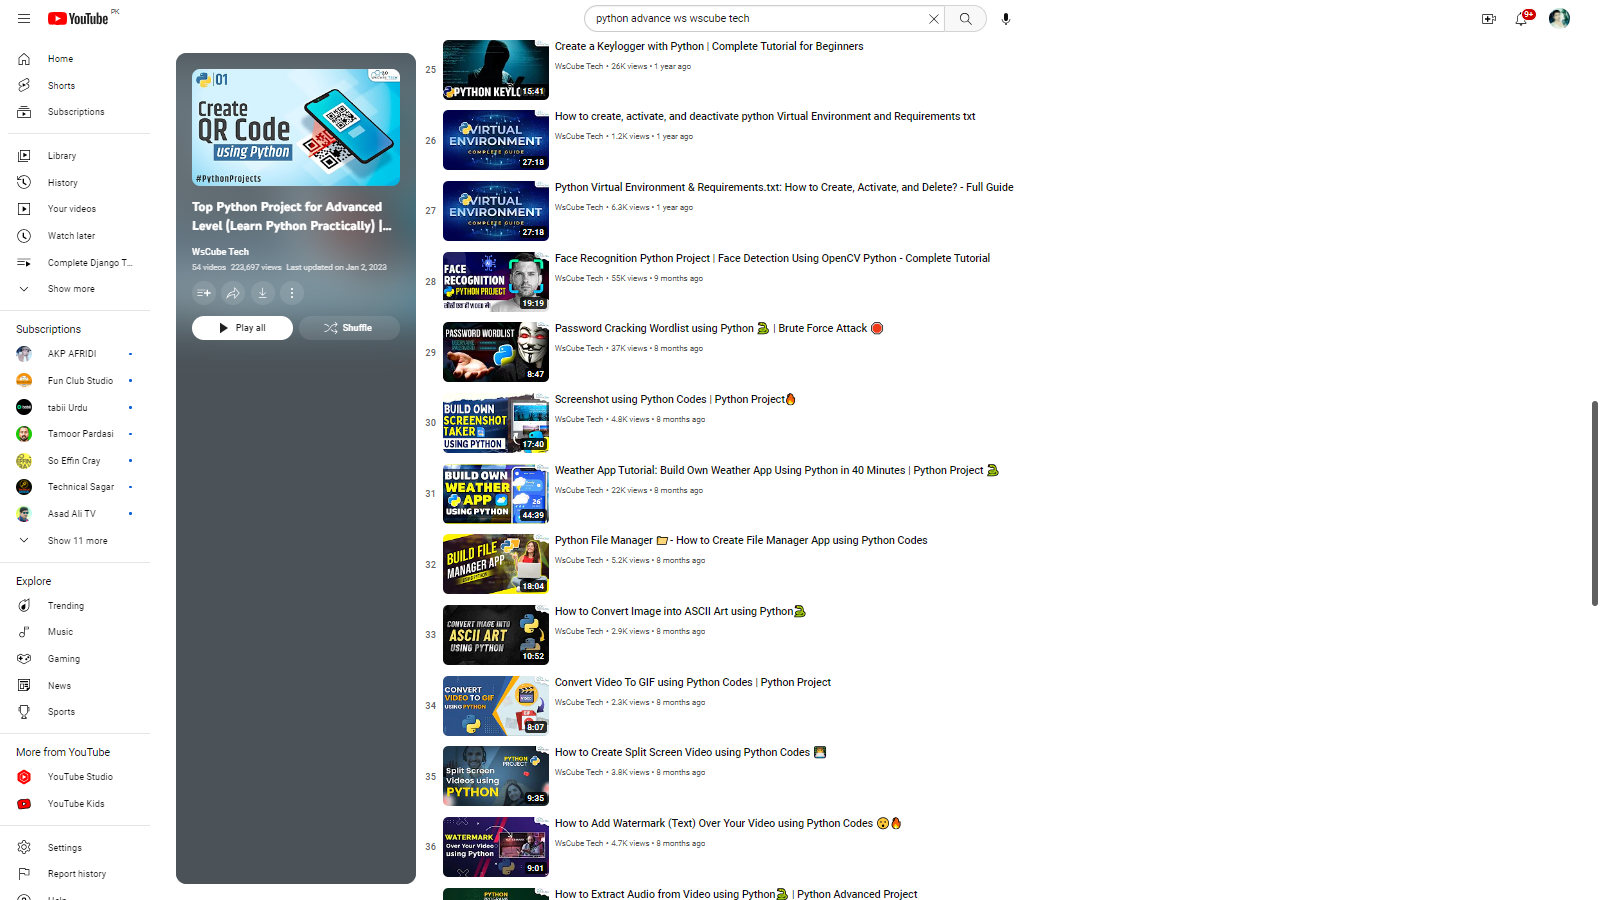 YouTube PK
python advance ws wscube tech
9+
Home
Shorts
Subscriptions
Library
History
Your videos
Watch later
Complete Django T...
Show more
Subscriptions
AKP AFRIDI
Fun Club Studio
tabii Urdu
Tamoor Pardasi
So Effin Cray
Technical Sagar
Asad Ali TV
Show 11 more
Explore
Trending
Music
Gaming
News
Sports
More from YouTube
YouTube Studio
YouTube Kids
Settings
Report history
Help
01
Create
QR Code
using Python
#PythonProjects
Top Python Project for Advanced
Level (Learn Python Practically) |...
WsCube Tech
54 videos 223,697 views Last updated on Jan 2, 2023
Play all
Shuffle
25
PYTHON KEYLO
15:41
Create a Keylogger with Python | Complete Tutorial for Beginners
WsCube Tech • 26K views • 1 year ago
26
VIRTUAL
ENVIRONMENT
COMPLETE GUIDE
27:18
How to create, activate, and deactivate python Virtual Environment and Requirements txt
WsCube Tech • 1.2K views • 1 year ago
27
VIRTUAL
ENVIRONMENT
COMPLETE GUIDE
27:18
Python Virtual Environment & Requirements.txt: How to Create, Activate, and Delete? - Full Guide
WsCube Tech • 6.3K views • 1 year ago
28
FACE
RECOGNITION
PYTHON PROJECT
19:19
Face Recognition Python Project | Face Detection Using OpenCV Python - Complete Tutorial
WsCube Tech • 55K views • 9 months ago
29
PASSWORD WORDLIST
8:47
Password Cracking Wordlist using Python 🐍 | Brute Force Attack 🛑
WsCube Tech • 37K views • 8 months ago
30
BUILD OWN
SCREENSHOT
TAKER
USING PYTHON
17:40
Screenshot using Python Codes | Python Project🔥
WsCube Tech • 4.8K views • 8 months ago
31
BUILD OWN
WEATHER
APP
USING PYTHON
26°
44:39
Weather App Tutorial: Build Own Weather App Using Python in 40 Minutes | Python Project 🐍
WsCube Tech • 22K views • 8 months ago
32
BUILD FILE
MANAGER APP
18:04
Python File Manager 📂 - How to Create File Manager App using Python Codes
WsCube Tech • 5.2K views • 8 months ago
33
CONVERT IMAGE INTO
ASCII ART
USING PYTHON
10:52
How to Convert Image into ASCII Art using Python🐍
WsCube Tech • 2.9K views • 8 months ago
34
CONVERT
VIDEO TO GIF
USING PYTHON
8:07
Convert Video To GIF using Python Codes | Python Project
WsCube Tech • 2.3K views • 8 months ago
35
PYTHON
PROJECT
Split Screen
Videos using
PYTHON
9:35
How to Create Split Screen Video using Python Codes
WsCube Tech • 3.8K views • 8 months ago
36
WATERMARK
Over Your Video
using Python
9:01
How to Add Watermark (Text) Over Your Video using Python Codes 😮🔥
WsCube Tech • 4.7K views • 8 months ago
How to Extract Audio from Video using Python🐍 | Python Advanced Project